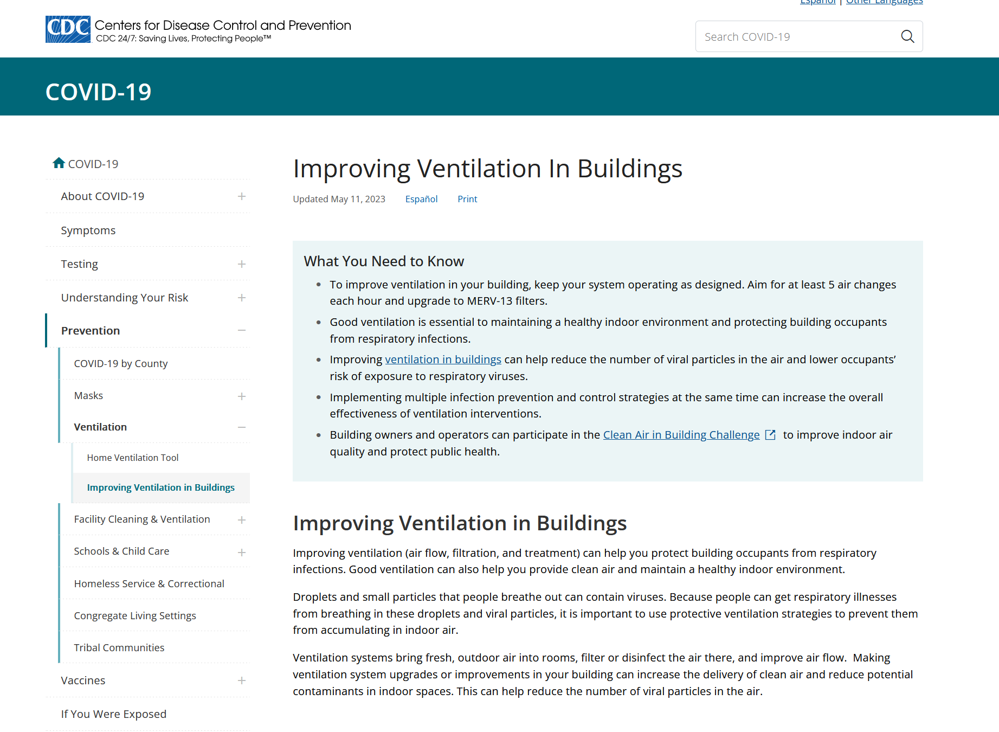 Español | Other Languages
CDC Centers for Disease Control and Prevention
CDC 24/7: Saving Lives, Protecting People™
Search COVID-19
COVID-19
COVID-19
About COVID-19
Symptoms
Testing
Understanding Your Risk
Prevention
COVID-19 by County
Masks
Ventilation
Home Ventilation Tool
Improving Ventilation in Buildings
Facility Cleaning & Ventilation
Schools & Child Care
Homeless Service & Correctional
Congregate Living Settings
Tribal Communities
Vaccines
If You Were Exposed
Improving Ventilation In Buildings
Updated May 11, 2023 Español Print
What You Need to Know
• To improve ventilation in your building, keep your system operating as designed. Aim for at least 5 air changes
each hour and upgrade to MERV-13 filters.
• Good ventilation is essential to maintaining a healthy indoor environment and protecting building occupants
from respiratory infections.
• Improving ventilation in buildings can help reduce the number of viral particles in the air and lower occupants’
risk of exposure to respiratory viruses.
• Implementing multiple infection prevention and control strategies at the same time can increase the overall
effectiveness of ventilation interventions.
• Building owners and operators can participate in the Clean Air in Building Challenge to improve indoor air
quality and protect public health.
Improving Ventilation in Buildings
Improving ventilation (air flow, filtration, and treatment) can help you protect building occupants from respiratory
infections. Good ventilation can also help you provide clean air and maintain a healthy indoor environment.
Droplets and small particles that people breathe out can contain viruses. Because people can get respiratory illnesses
from breathing in these droplets and viral particles, it is important to use protective ventilation strategies to prevent them
from accumulating in indoor air.
Ventilation systems bring fresh, outdoor air into rooms, filter or disinfect the air there, and improve air flow. Making
ventilation system upgrades or improvements in your building can increase the delivery of clean air and reduce potential
contaminants in indoor spaces. This can help reduce the number of viral particles in the air.